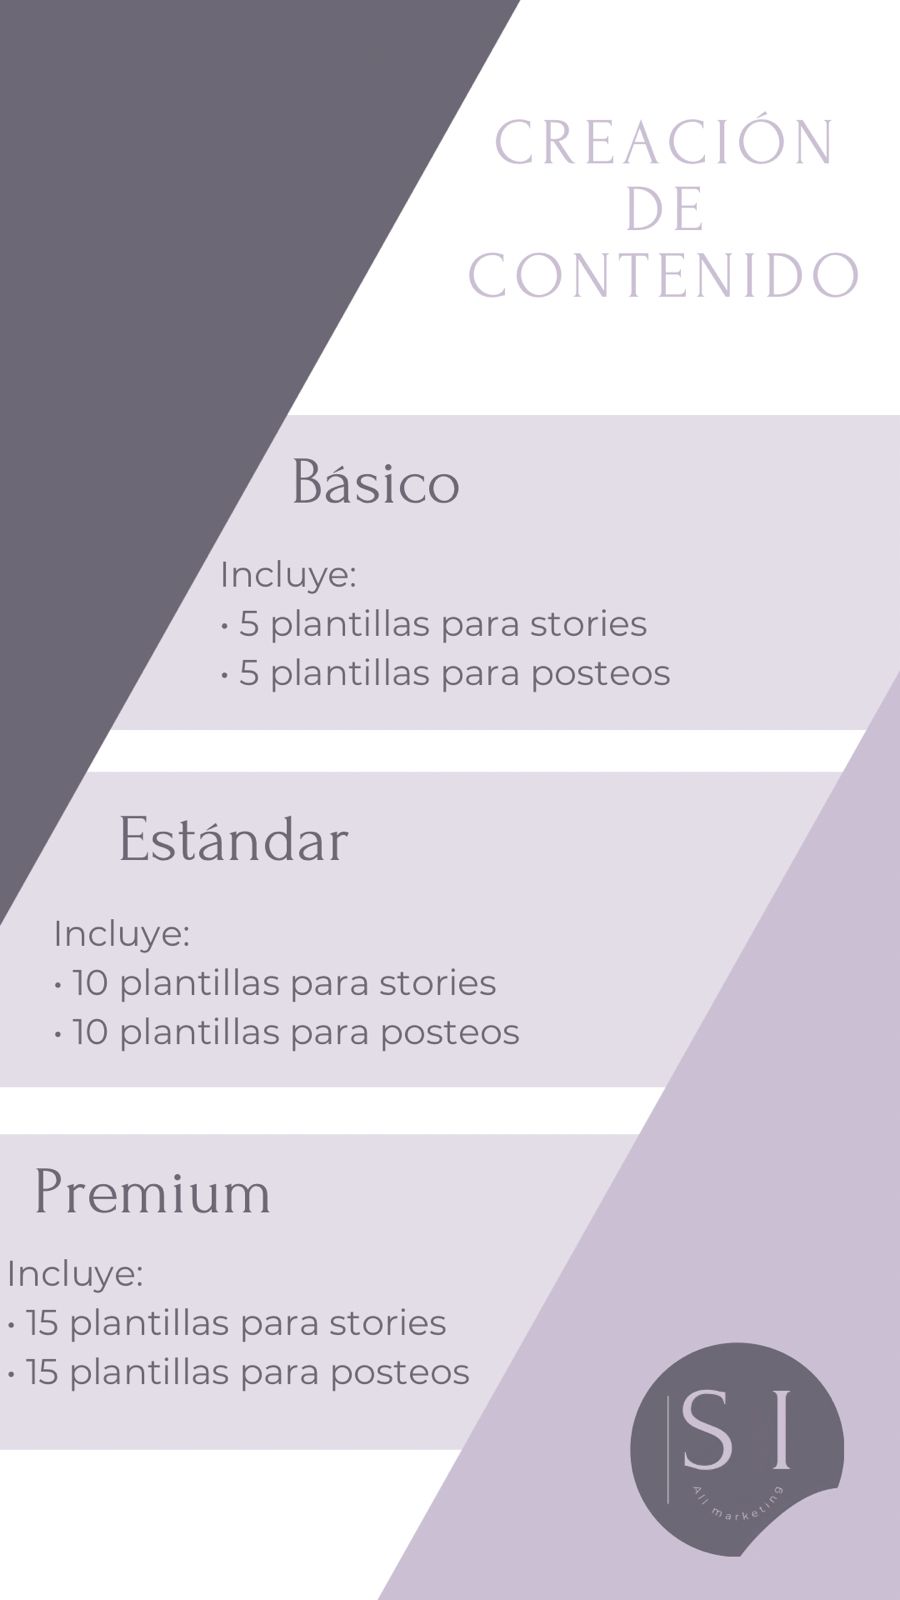 CREACIÓN
DE
CONTENIDO
Básico
Incluye:
• 5 plantillas para stories
• 5 plantillas para posteos
Estándar
Incluye:
• 10 plantillas para stories
• 10 plantillas para posteos
Premium
Incluye:
• 15 plantillas para stories
• 15 plantillas para posteos
S I
All marketing